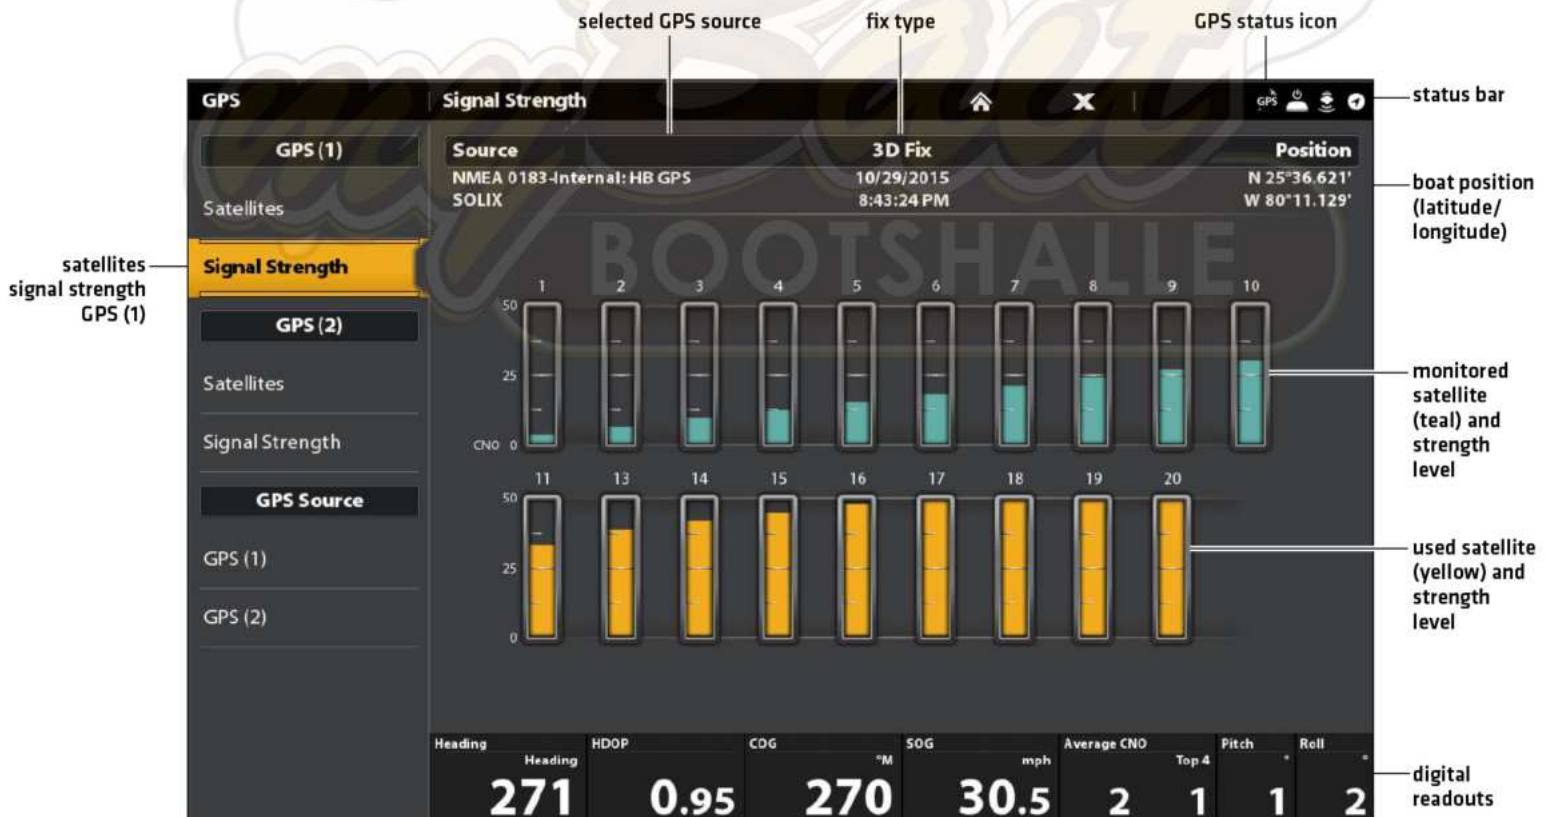 selected GPS source
fix type
GPS status icon
GPS
Signal Strength
GPS
status bar
GPS (1)
Source
3D Fix
Position
NMEA 0183-Internal: HB GPS
10/29/2015
N 25°36.621'
SOLIX
8:43:24 PM
W 80°11.129'
boat position
(latitude/
longitude)
Satellites
my Boat
BOOTSHALLE
Signal Strength
satellites
signal strength
GPS (1)
GPS (2)
Satellites
Signal Strength
GPS Source
GPS (1)
GPS (2)
1 2 3 4 5 6 7 8 9 10
50
25
CNO 0
monitored
satellite
(teal) and
strength
level
11 13 14 15 16 17 18 19 20
50
25
0
used satellite
(yellow) and
strength
level
Heading
Heading
271
HDOP
0.95
COG
°M
270
SOG
mph
30.5
Average CNO
Top 4
2 1
Pitch
°
1
Roll
°
2
digital
readouts